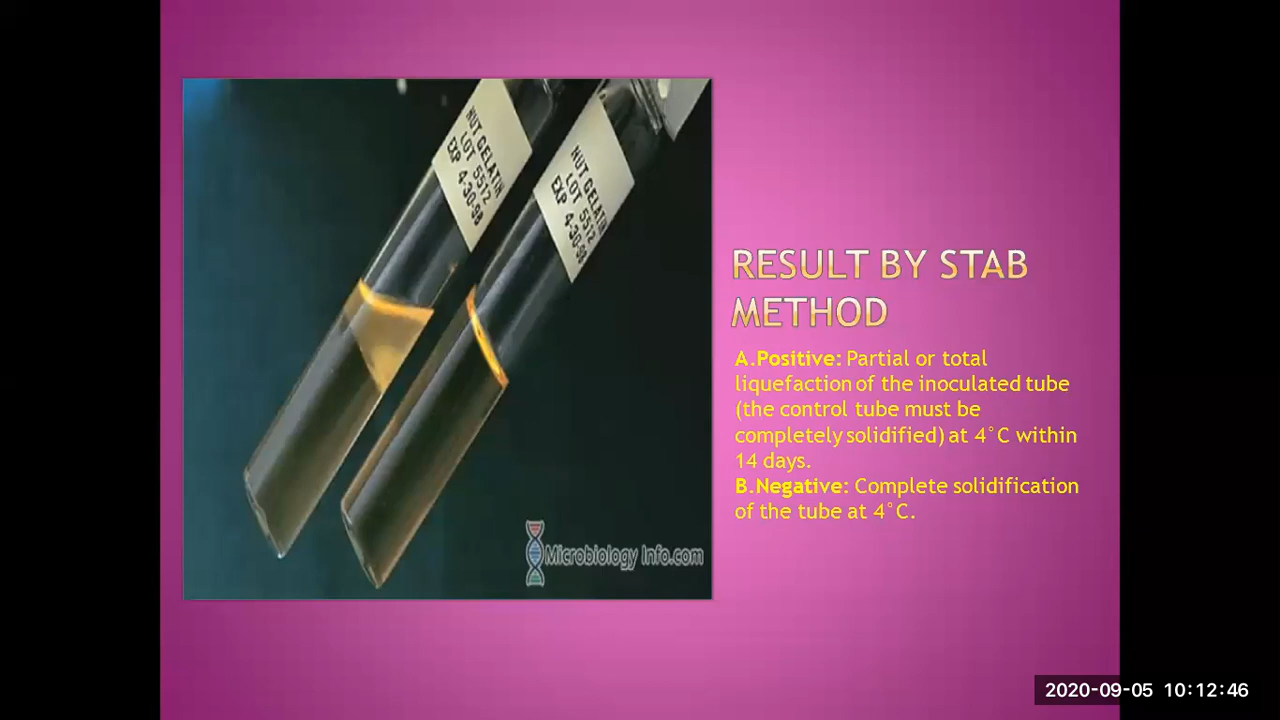 NUT GELATIN
LOT 5512
EXP 4-30-98
NUT GELATIN
LOT 5512
EXP 4-30-98
Microbiology Info.com
RESULT BY STAB
METHOD
A.Positive: Partial or total
liquefaction of the inoculated tube
(the control tube must be
completely solidified) at 4°C within
14 days.
B.Negative: Complete solidification
of the tube at 4°C.
2020-09-05 10:12:46